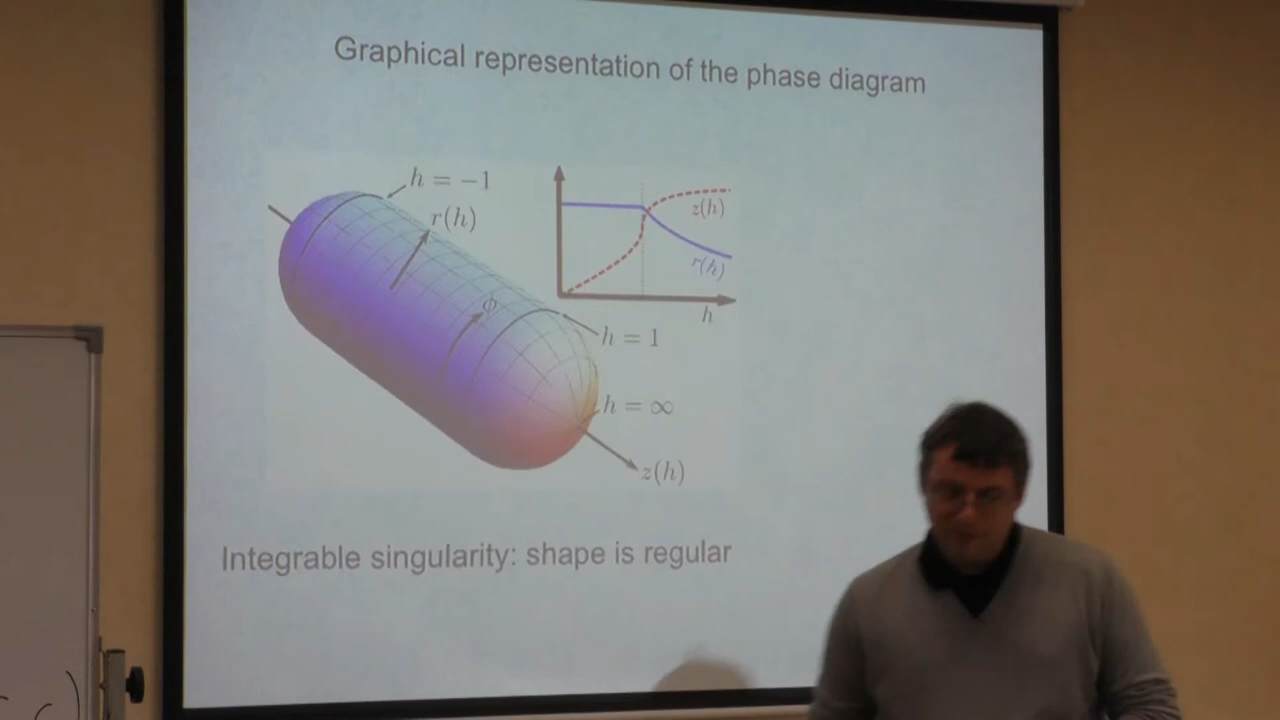 Graphical representation of the phase diagram
h = −1
r(h)
z(h)
r(h)
ϕ
h
h = 1
h = ∞
z(h)
Integrable singularity: shape is regular